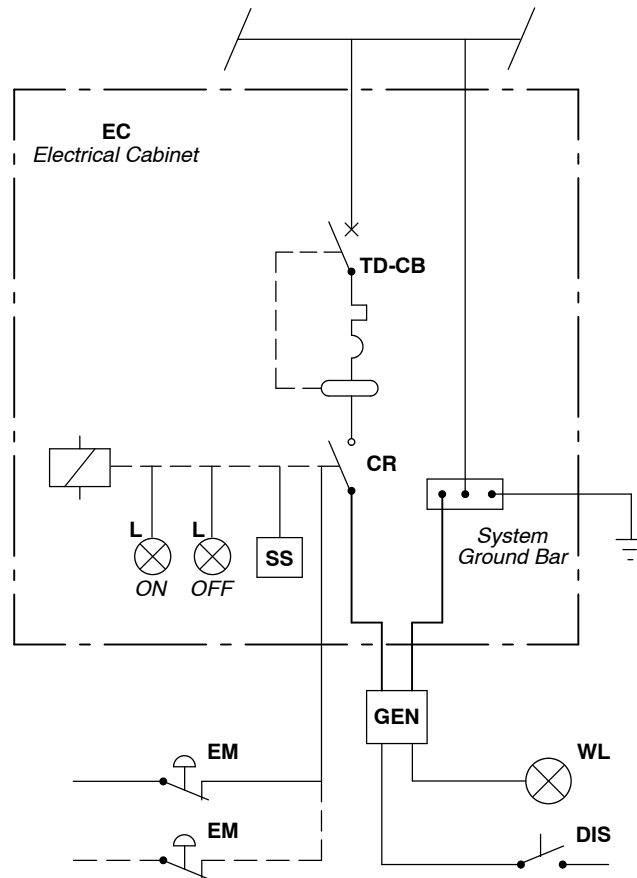 EC
Electrical Cabinet
TD-CB
CR
L
L
SS
ON
OFF
System
Ground Bar
GEN
EM
WL
EM
DIS